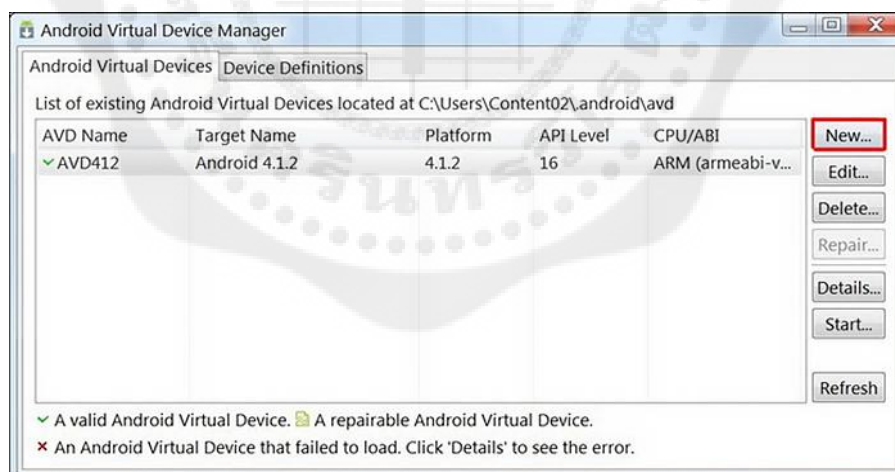 Android Virtual Device Manager
Android Virtual Devices Device Definitions
List of existing Android Virtual Devices located at C:\Users\Content02\.android\avd
AVD Name Target Name Platform API Level CPU/ABI New...
AVD412 Android 4.1.2 4.1.2 16 ARM (armeabi-v... Edit...
Delete...
Repair...
Details...
Start...
Refresh
A valid Android Virtual Device. A repairable Android Virtual Device.
An Android Virtual Device that failed to load. Click 'Details' to see the error.